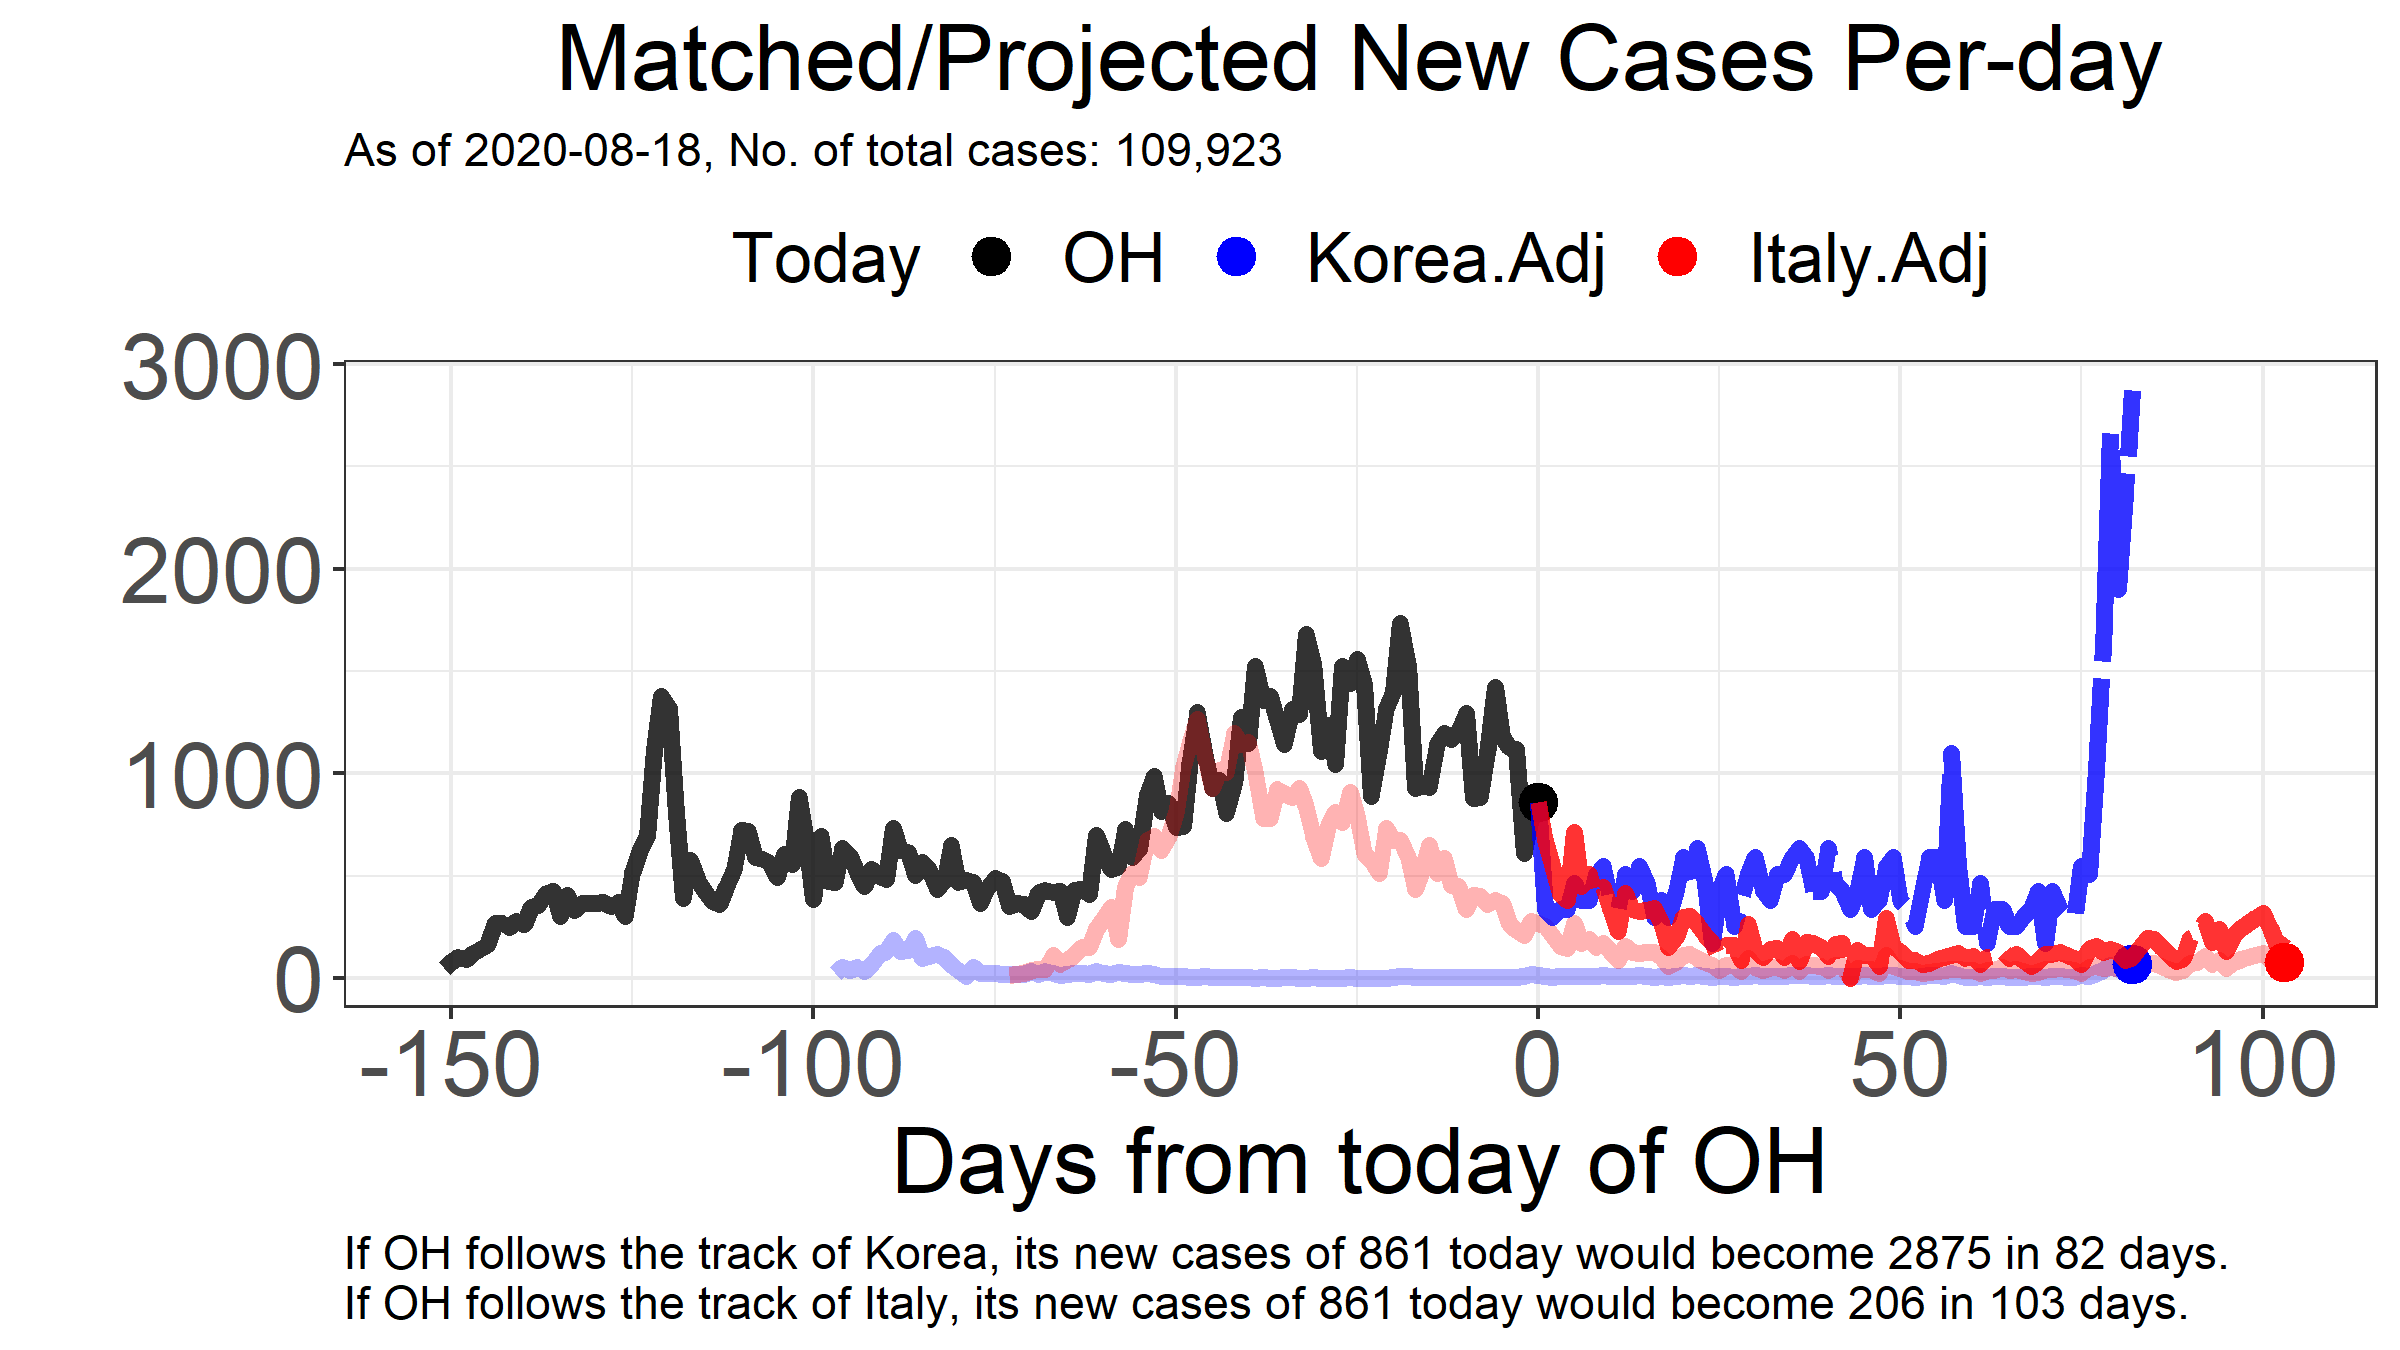 Matched/Projected New Cases Per-day
As of 2020-08-18, No. of total cases: 109,923
Today OH Korea.Adj Italy.Adj
3000
2000
1000
0
-150 -100 -50 0 50 100
Days from today of OH
If OH follows the track of Korea, its new cases of 861 today would become 2875 in 82 days.
If OH follows the track of Italy, its new cases of 861 today would become 206 in 103 days.